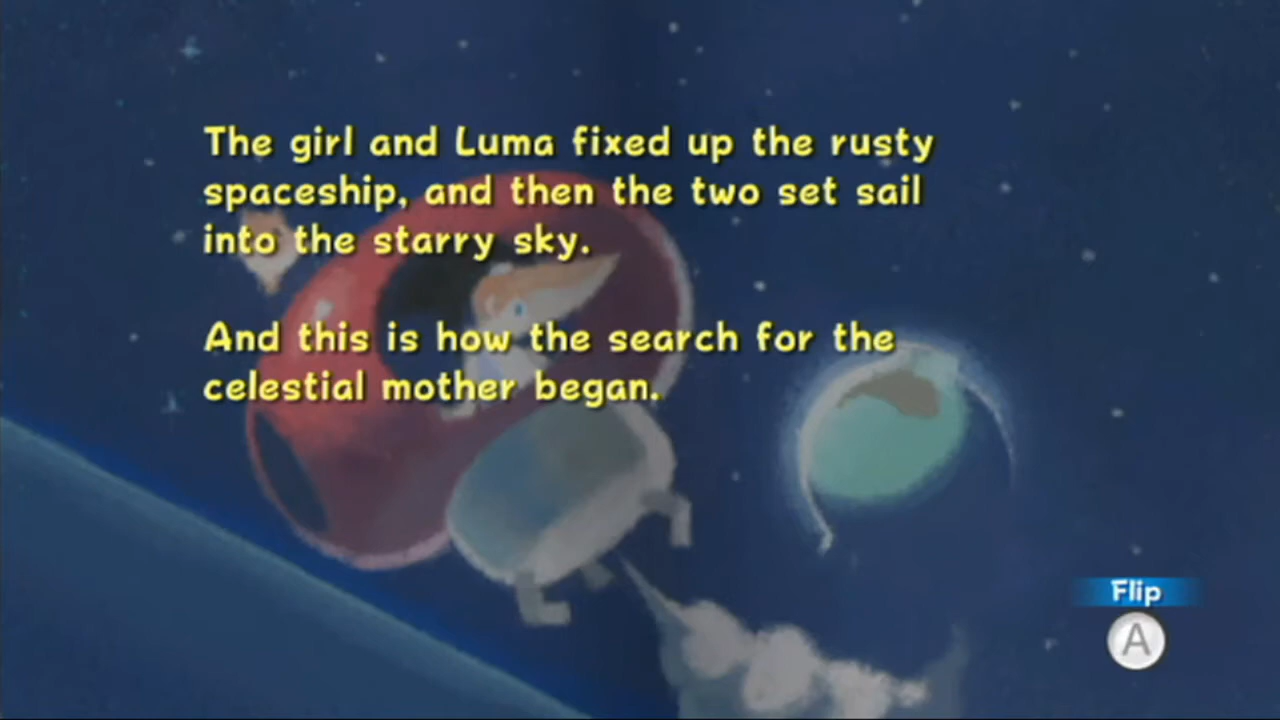 The girl and Luma fixed up the rusty
spaceship, and then the two set sail
into the starry sky.
And this is how the search for the
celestial mother began.
Flip
A